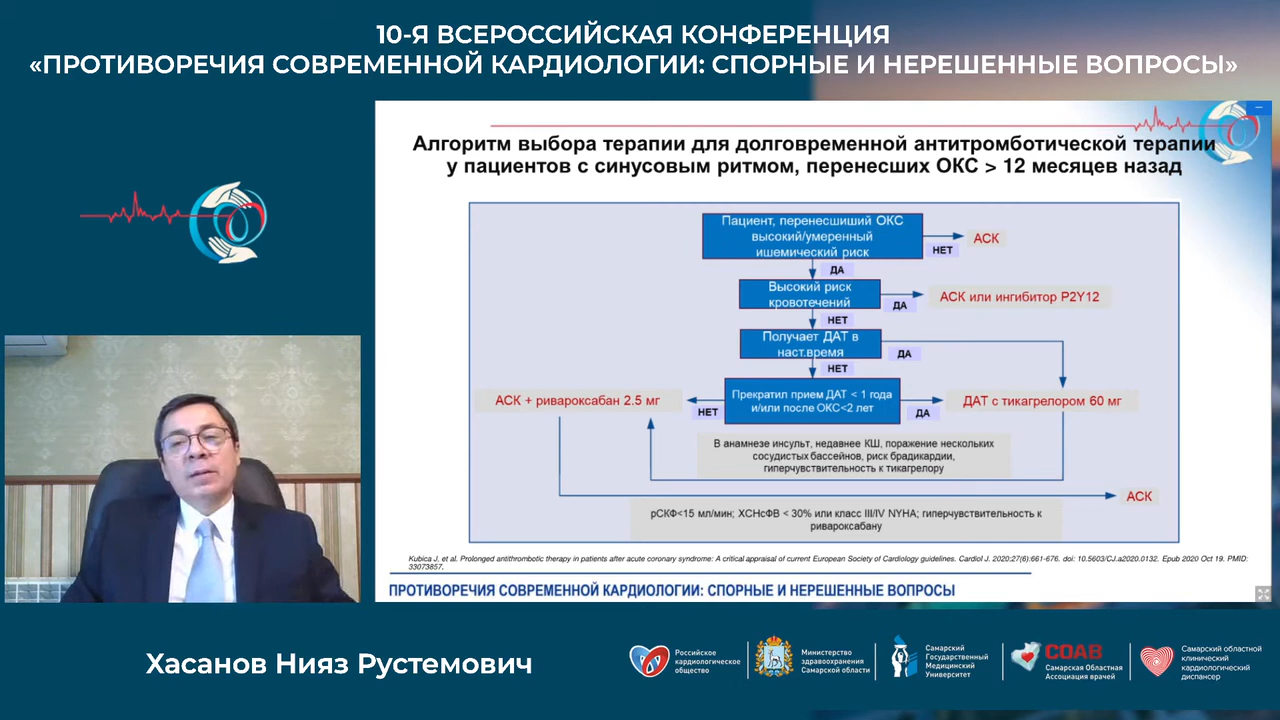 10-Я ВСЕРОССИЙСКАЯ КОНФЕРЕНЦИЯ
«ПРОТИВОРЕЧИЯ СОВРЕМЕННОЙ КАРДИОЛОГИИ: СПОРНЫЕ И НЕРЕШЕННЫЕ ВОПРОСЫ»
Алгоритм выбора терапии для долговременной антитромботической терапии
у пациентов с синусовым ритмом, перенесших ОКС > 12 месяцев назад
Пациент, перенесшиий ОКС
высокий/умеренный
ишемический риск
НЕТ
АСК
ДА
Высокий риск
кровотечений
ДА
АСК или ингибитор P2Y12
НЕТ
Получает ДАТ в
наст.время
ДА
НЕТ
АСК + ривароксабан 2.5 мг
НЕТ
Прекратил прием ДАТ < 1 года
и/или после ОКС<2 лет
ДА
ДАТ с тикагрелором 60 мг
В анамнезе инсульт, недавнее КШ, поражение нескольких
сосудистых бассейнов, риск брадикардии,
гиперчувствительность к тикагрелору
АСК
рСКФ<15 мл/мин; ХСНсФВ < 30% или класс III/IV NYHA; гиперчувствительность к
ривароксабану
Kubica J. et al. Prolonged antithrombotic therapy in patients after acute coronary syndrome: A critical appraisal of current European Society of Cardiology guidelines. Cardiol J. 2020;27(6):661-676. doi: 10.5603/CJ.a2020.0132. Epub 2020 Oct 19. PMID:
33073857.
ПРОТИВОРЕЧИЯ СОВРЕМЕННОЙ КАРДИОЛОГИИ: СПОРНЫЕ И НЕРЕШЕННЫЕ ВОПРОСЫ
Хасанов Нияз Рустемович
Российское
кардиологическое
общество
Министерство
здравоохранения
Самарской области
Самарский
Государственный
Медицинский
Университет
СОАВ
Самарская Областная
Ассоциация врачей
Самарский областной
клинический
кардиологический
диспансер